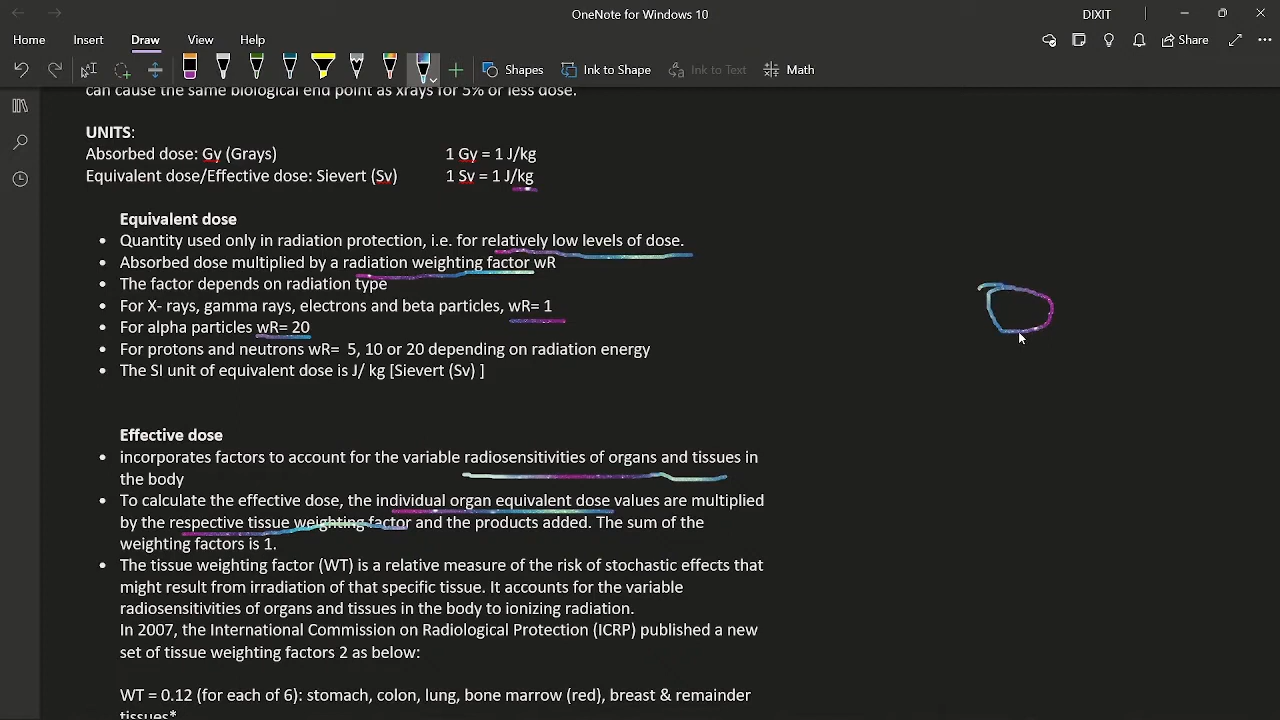 OneNote for Windows 10
DIXIT
Home Insert Draw View Help
Share
Shapes Ink to Shape Ink to Text Math
can cause the same biological end point as xrays for 5% or less dose.
UNITS:
Absorbed dose: Gy (Grays) 1 Gy = 1 J/kg
Equivalent dose/Effective dose: Sievert (Sv) 1 Sv = 1 J/kg
Equivalent dose
• Quantity used only in radiation protection, i.e. for relatively low levels of dose.
• Absorbed dose multiplied by a radiation weighting factor wR
• The factor depends on radiation type
• For X- rays, gamma rays, electrons and beta particles, wR= 1
• For alpha particles wR= 20
• For protons and neutrons wR= 5, 10 or 20 depending on radiation energy
• The SI unit of equivalent dose is J/ kg [Sievert (Sv) ]
Effective dose
• incorporates factors to account for the variable radiosensitivities of organs and tissues in
the body
• To calculate the effective dose, the individual organ equivalent dose values are multiplied
by the respective tissue weighting factor and the products added. The sum of the
weighting factors is 1.
• The tissue weighting factor (WT) is a relative measure of the risk of stochastic effects that
might result from irradiation of that specific tissue. It accounts for the variable
radiosensitivities of organs and tissues in the body to ionizing radiation.
In 2007, the International Commission on Radiological Protection (ICRP) published a new
set of tissue weighting factors 2 as below:
WT = 0.12 (for each of 6): stomach, colon, lung, bone marrow (red), breast & remainder
tissues*